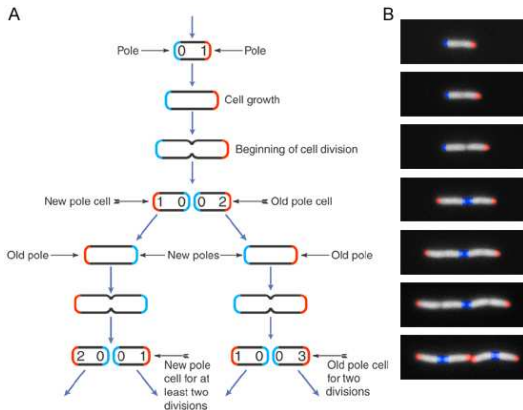 A
B
0 1
Pole
Pole
Cell growth
Beginning of cell division
New pole cell
1 0
0 2
Old pole cell
Old pole
New poles
Old pole
2 0
0 1
New pole
cell for at
least two
divisions
1 0
0 3
Old pole cell
for two
divisions